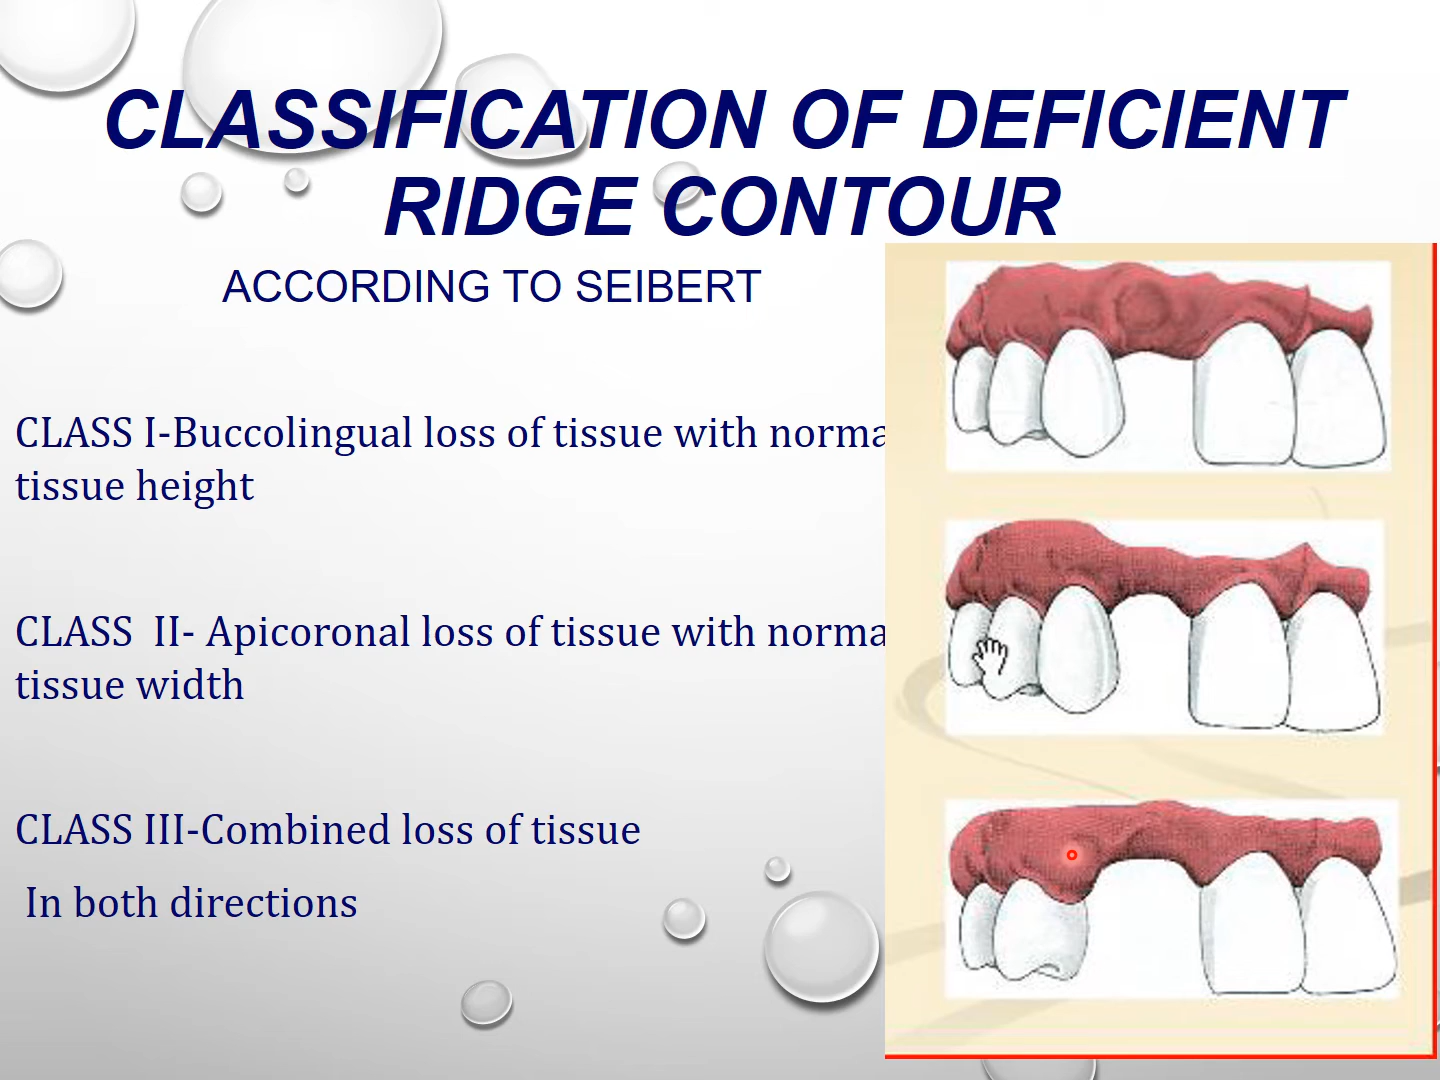 CLASSIFICATION OF DEFICIENT
RIDGE CONTOUR
ACCORDING TO SEIBERT
CLASS I-Buccolingual loss of tissue with norma
tissue height
CLASS II- Apicoronal loss of tissue with norma
tissue width
CLASS III-Combined loss of tissue
In both directions